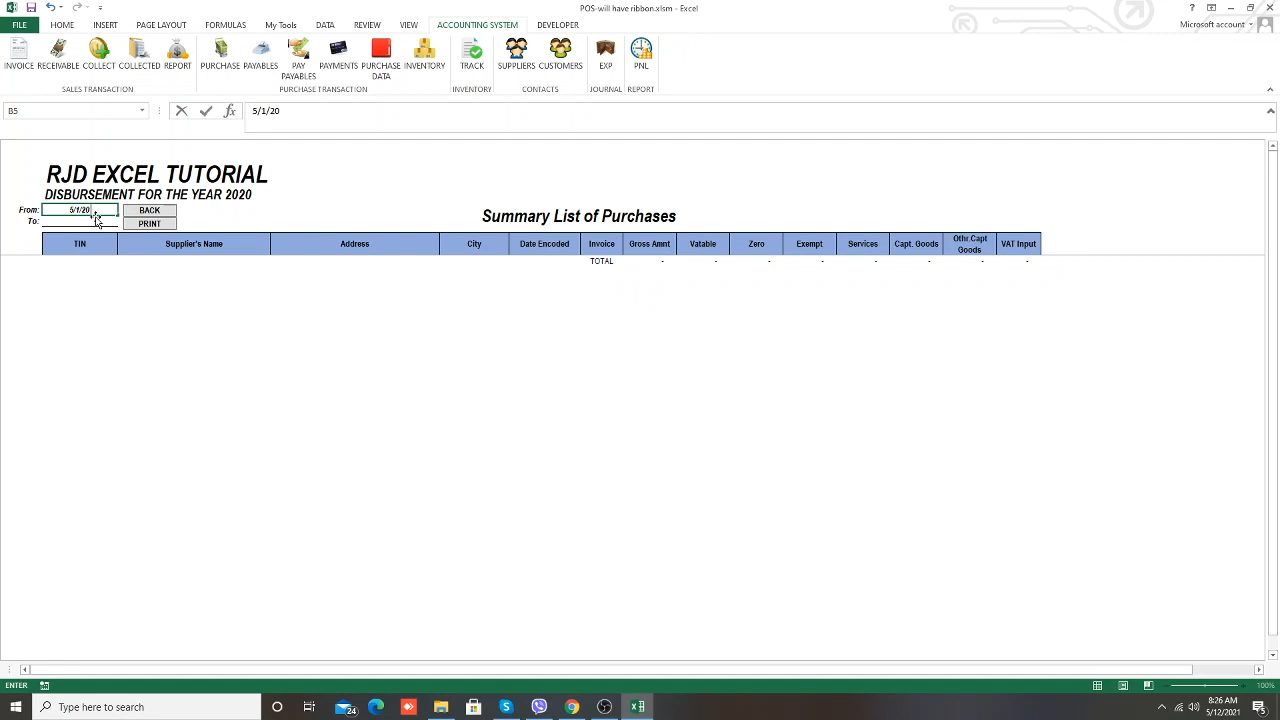 POS-will have ribbon.xlsm - Excel
FILE HOME INSERT PAGE LAYOUT FORMULAS My Tools DATA REVIEW VIEW ACCOUNTING SYSTEM DEVELOPER
Microsoft account
INVOICE RECEIVABLE COLLECT COLLECTED REPORT PURCHASE PAY PAYABLES PAYABLES PAYMENTS PURCHASE DATA INVENTORY TRACK SUPPLIERS CUSTOMERS EXP PNL
SALES TRANSACTION PURCHASE TRANSACTION INVENTORY CONTACTS JOURNAL REPORT
B5 fx 5/1/20
RJD EXCEL TUTORIAL
DISBURSEMENT FOR THE YEAR 2020
From: 5/1/20 BACK
To: PRINT
Summary List of Purchases
TIN Supplier's Name Address City Date Encoded Invoice Gross Amnt Vatable Zero Exempt Services Capt. Goods Othr.Capt Goods VAT Input
TOTAL - - - - - - - -
ENTER 100%
Type here to search 24 8:26 AM
5/12/2021